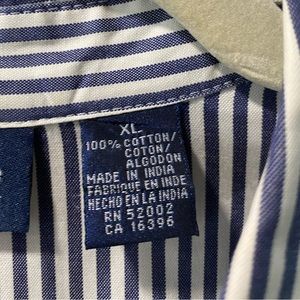 XL
100% COTTON/
COTON/
ALGODON
MADE IN INDIA
FABRIQUE EN INDE
HECHO EN LA INDIA
RN 52002
CA 16396